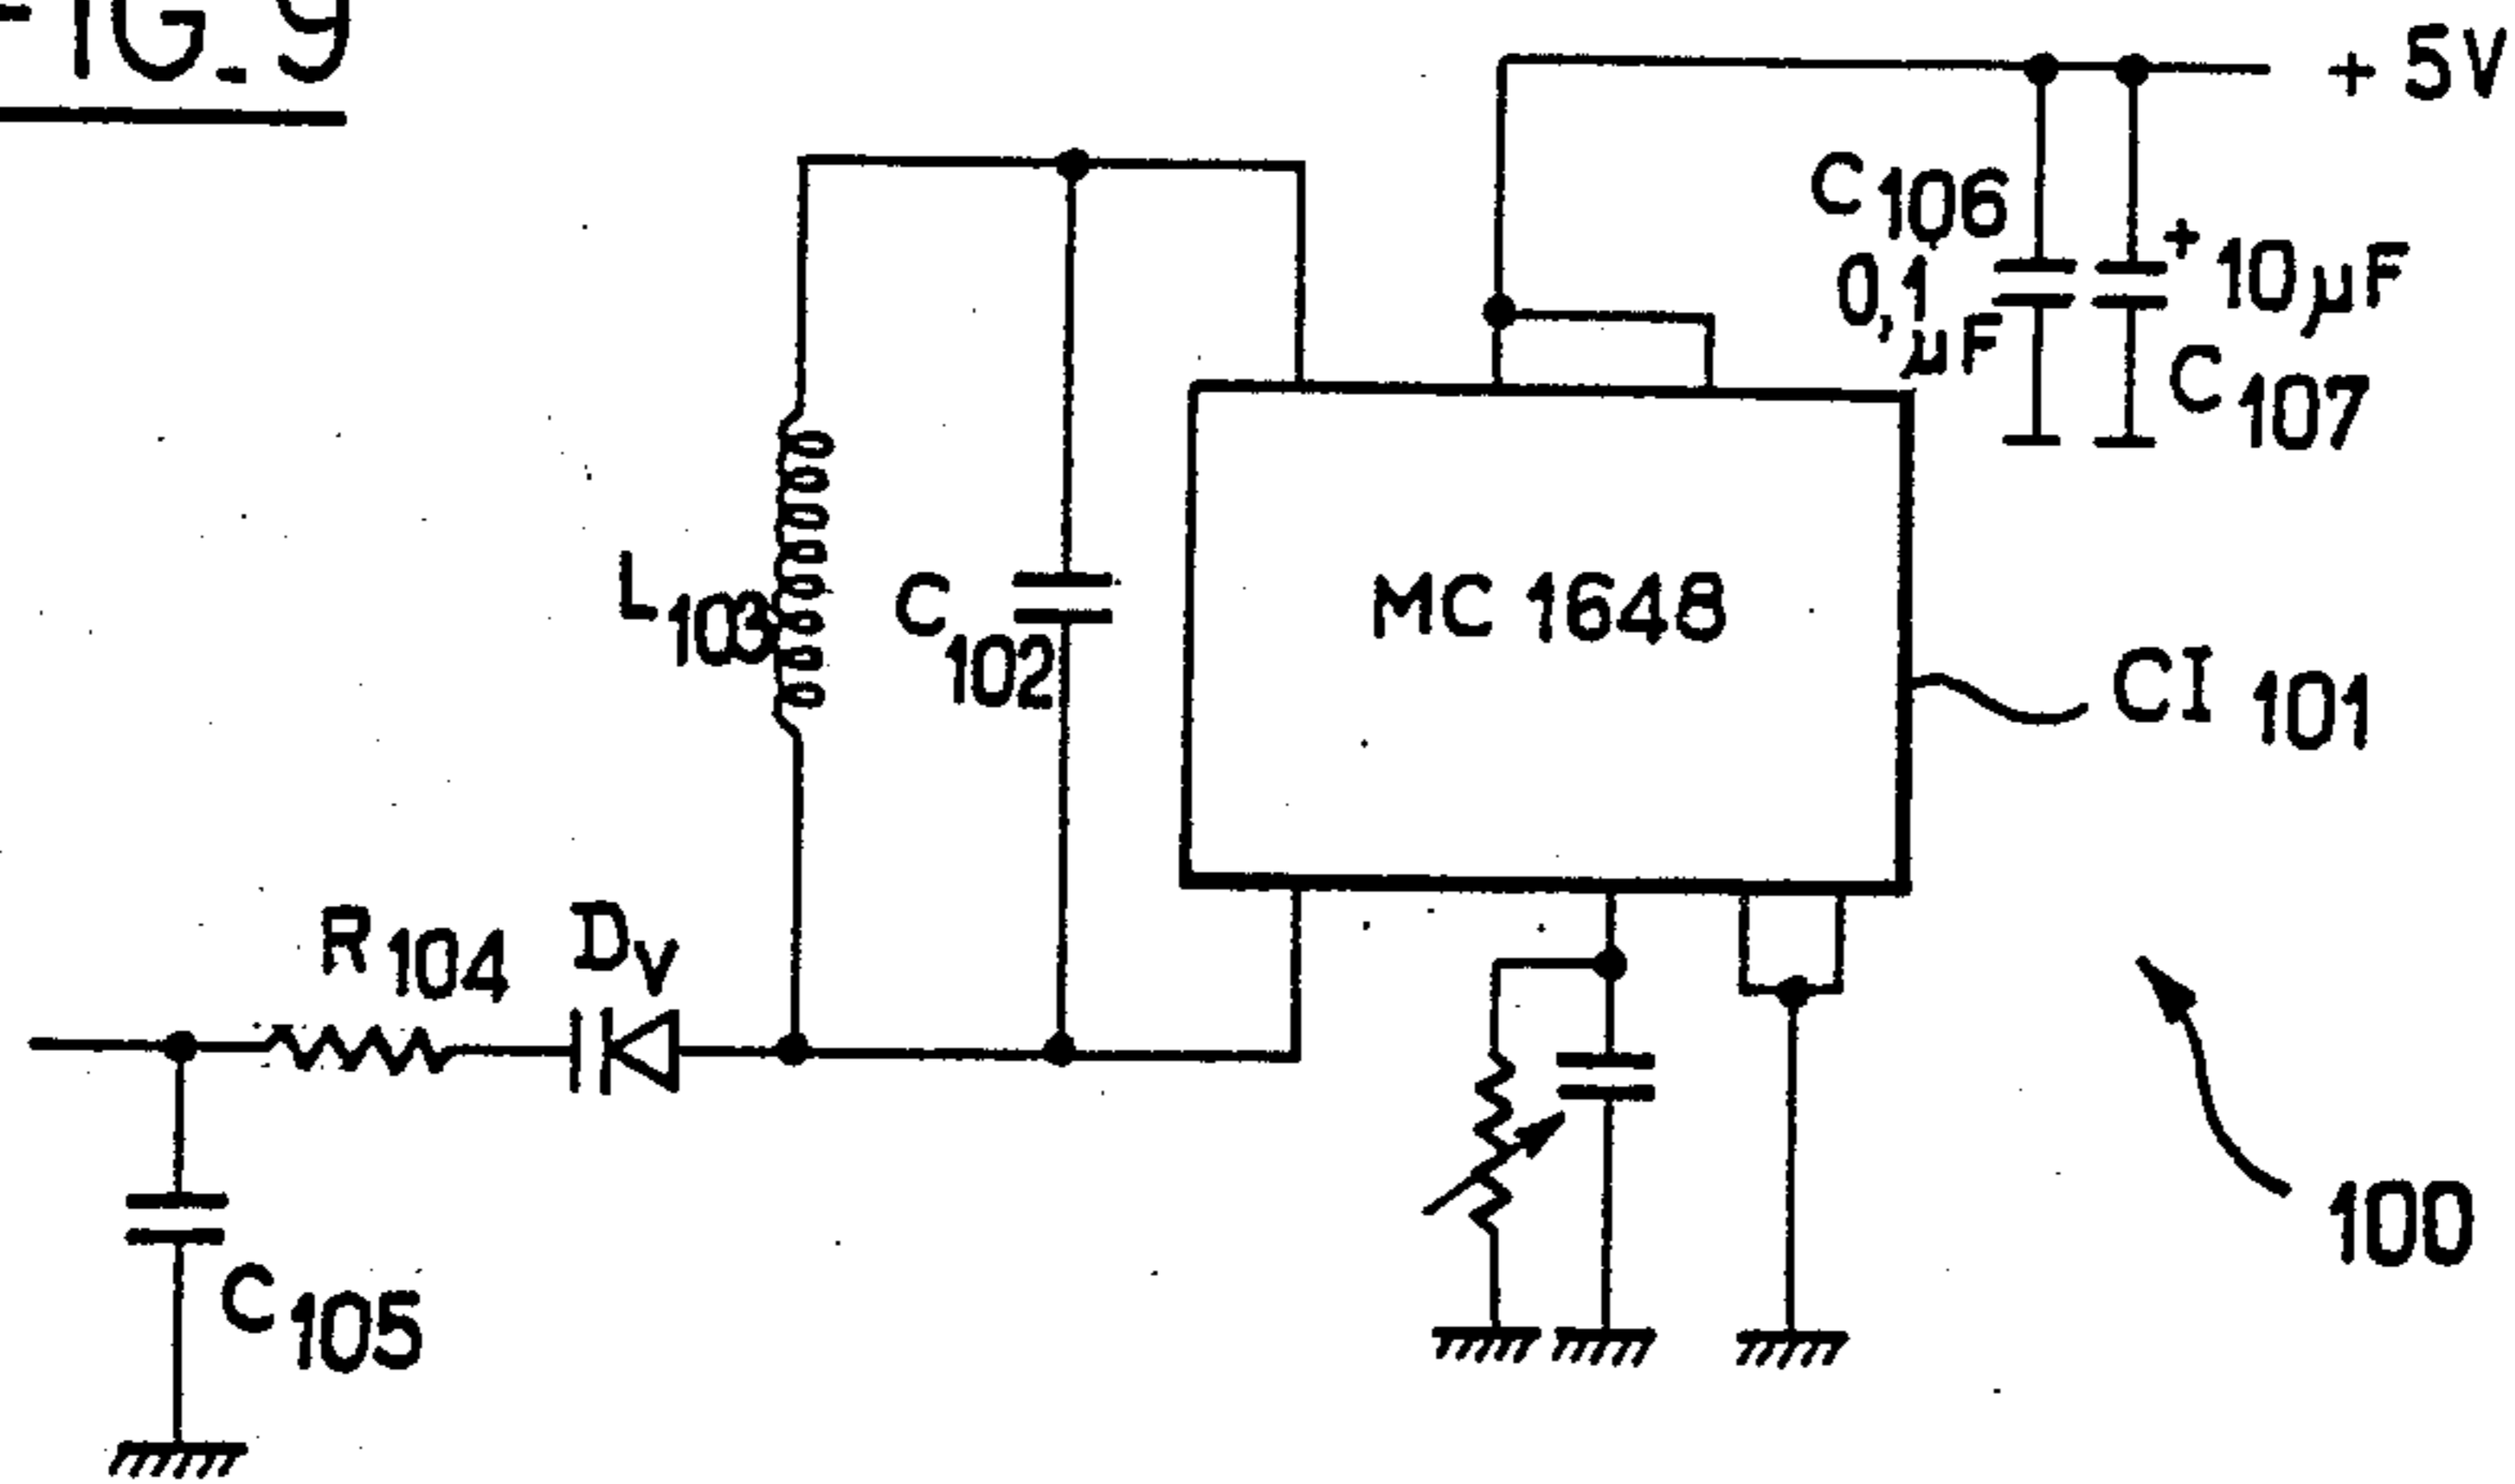 FIG. 9
+ 5V
C106
0,1
µF
+ 10µF
C107
L103
C102
MC 1648
CI 101
R104
DV
C105
100